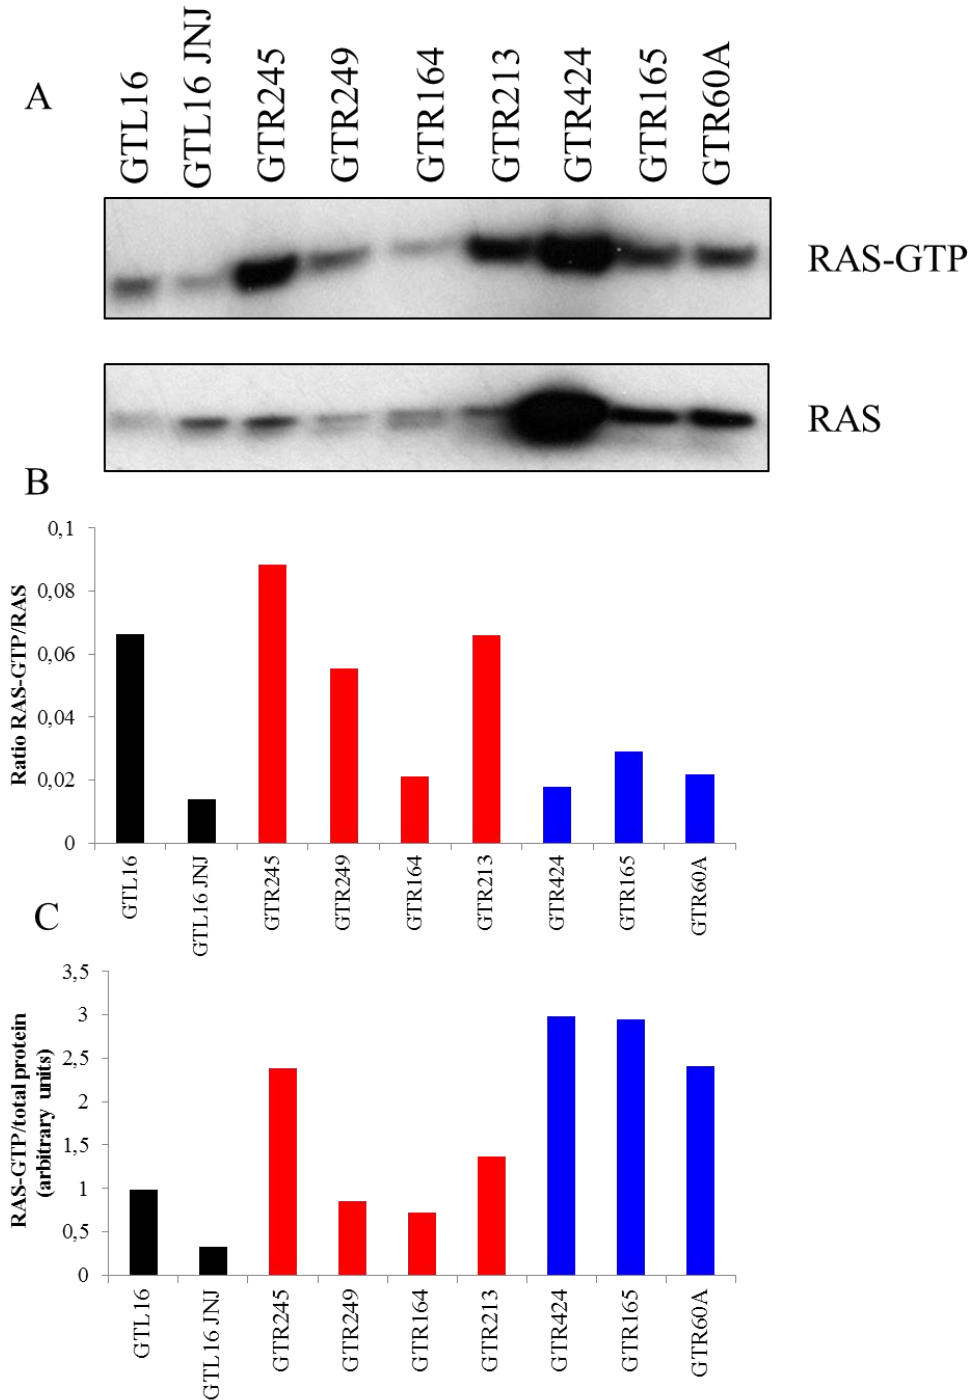 A
GTL16
GTL16 JNJ
GTR245
GTR249
GTR164
GTR213
GTR424
GTR165
GTR60A
RAS-GTP
RAS
B
Ratio RAS-GTP/RAS
0,1
0,08
0,06
0,04
0,02
0
GTL16
GTL16 JNJ
GTR245
GTR249
GTR164
GTR213
GTR424
GTR165
GTR60A
C
RAS-GTP/total protein
(arbitrary units)
3,5
3
2,5
2
1,5
1
0,5
0
GTL16
GTL16 JNJ
GTR245
GTR249
GTR164
GTR213
GTR424
GTR165
GTR60A